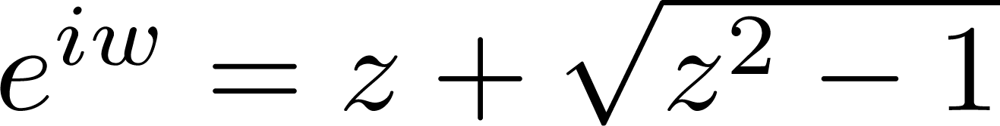 e^{iw} = z + \sqrt{z^2 - 1}